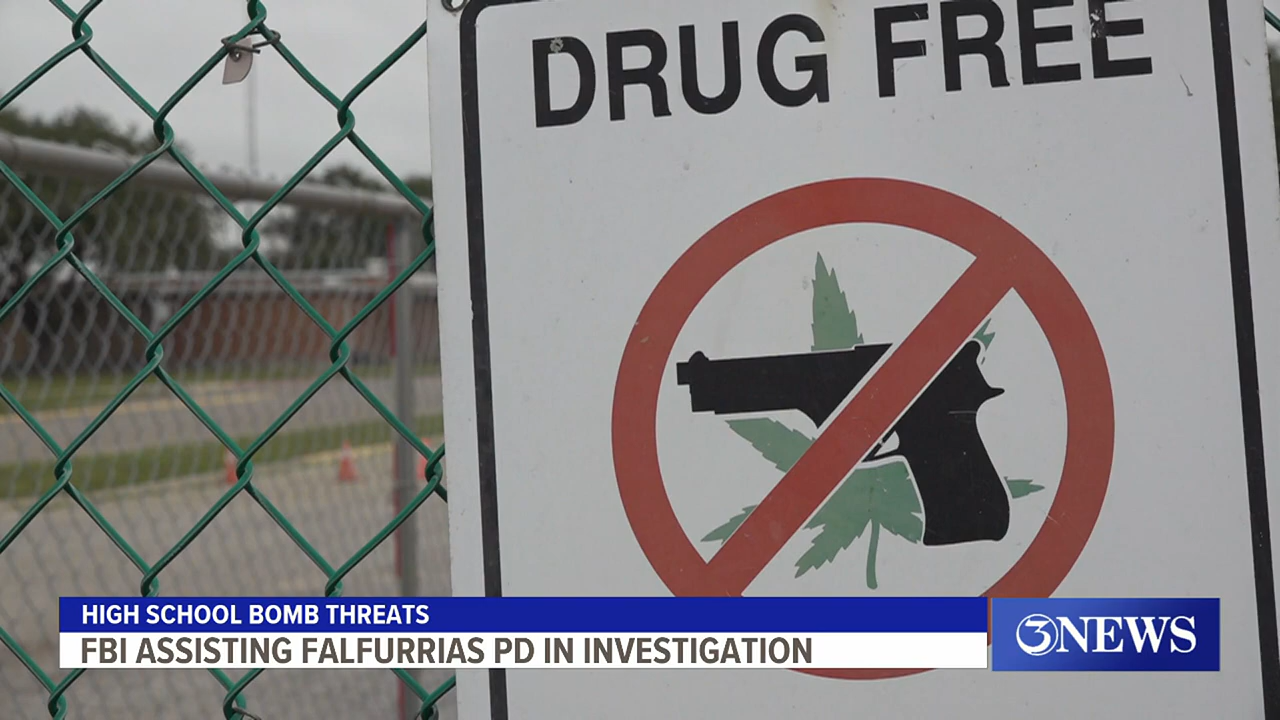 DRUG FREE
HIGH SCHOOL BOMB THREATS
FBI ASSISTING FALFURRIAS PD IN INVESTIGATION
3NEWS